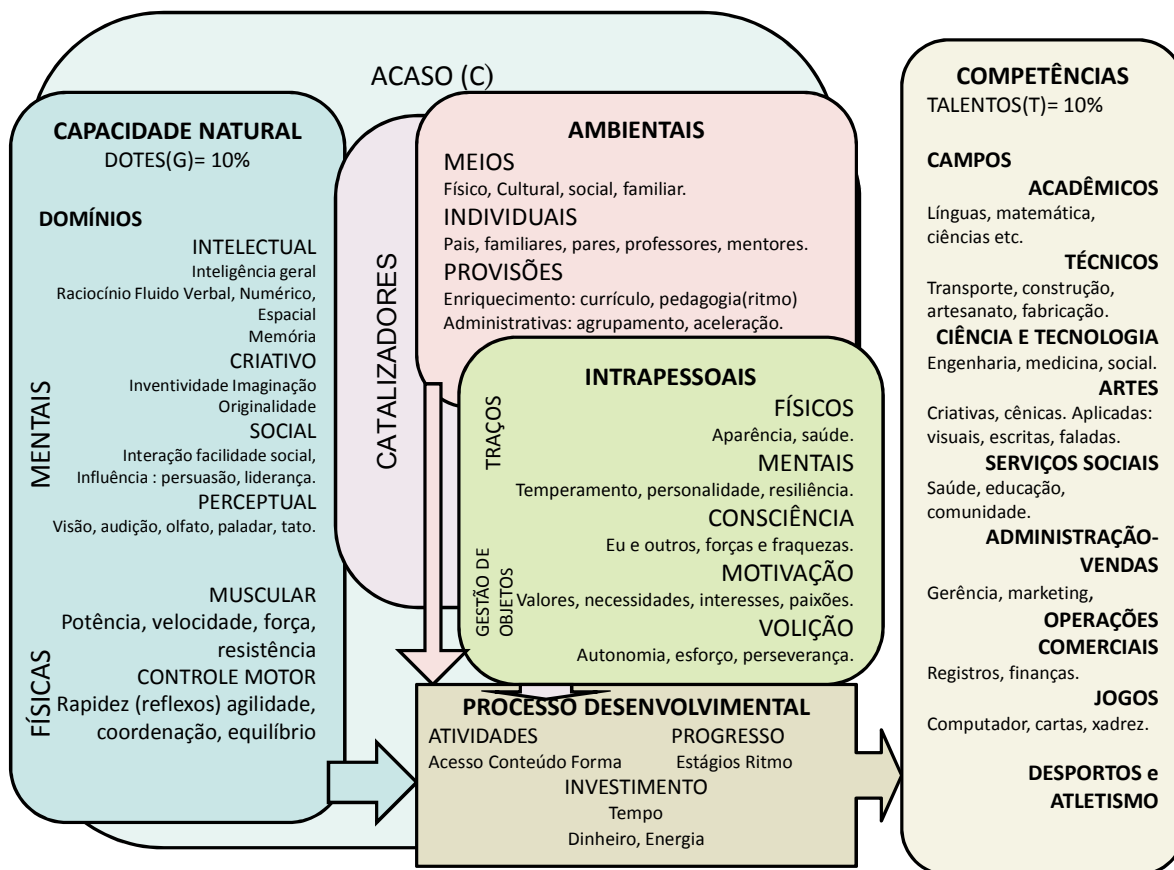 ACASO (C)
CAPACIDADE NATURAL
DOTES(G)= 10%
DOMÍNIOS
MENTAIS
INTELECTUAL
Inteligência geral
Raciocínio Fluido Verbal, Numérico,
Espacial
Memória
CRIATIVO
Inventividade Imaginação
Originalidade
SOCIAL
Interação facilidade social,
Influência : persuasão, liderança.
PERCEPTUAL
Visão, audição, olfato, paladar, tato.
FÍSICAS
MUSCULAR
Potência, velocidade, força,
resistência
CONTROLE MOTOR
Rapidez (reflexos) agilidade,
coordenação, equilíbrio
CATALIZADORES
AMBIENTAIS
MEIOS
Físico, Cultural, social, familiar.
INDIVIDUAIS
Pais, familiares, pares, professores, mentores.
PROVISÕES
Enriquecimento: currículo, pedagogia(ritmo)
Administrativas: agrupamento, aceleração.
INTRAPESSOAIS
TRAÇOS
FÍSICOS
Aparência, saúde.
MENTAIS
Temperamento, personalidade, resiliência.
GESTÃO DE
OBJETOS
CONSCIÊNCIA
Eu e outros, forças e fraquezas.
MOTIVAÇÃO
Valores, necessidades, interesses, paixões.
VOLIÇÃO
Autonomia, esforço, perseverança.
PROCESSO DESENVOLVIMENTAL
ATIVIDADES
Acesso Conteúdo Forma
PROGRESSO
Estágios Ritmo
INVESTIMENTO
Tempo
Dinheiro, Energia
COMPETÊNCIAS
TALENTOS(T)= 10%
CAMPOS
ACADÊMICOS
Línguas, matemática,
ciências etc.
TÉCNICOS
Transporte, construção,
artesanato, fabricação.
CIÊNCIA E TECNOLOGIA
Engenharia, medicina, social.
ARTES
Criativas, cênicas. Aplicadas:
visuais, escritas, faladas.
SERVIÇOS SOCIAIS
Saúde, educação,
comunidade.
ADMINISTRAÇÃO-
VENDAS
Gerência, marketing,
OPERAÇÕES
COMERCIAIS
Registros, finanças.
JOGOS
Computador, cartas, xadrez.
DESPORTOS e
ATLETISMO